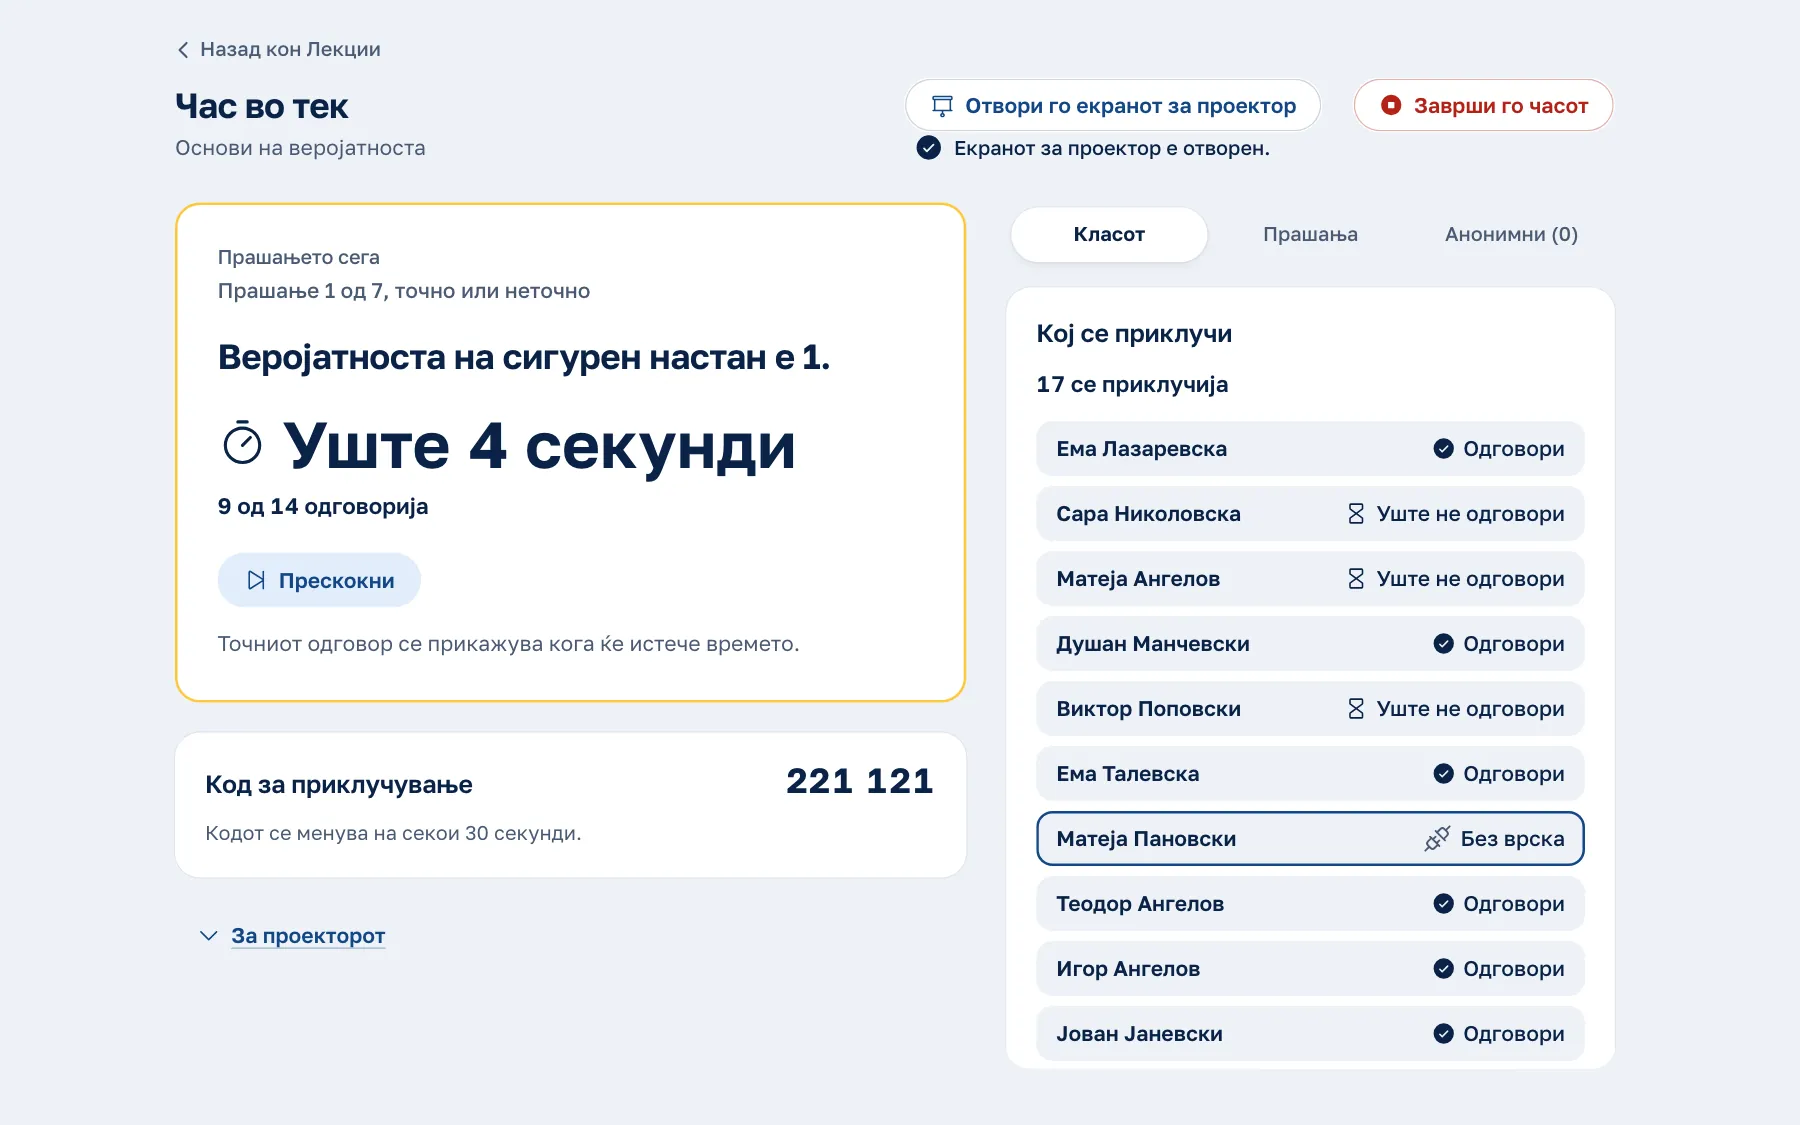 Назад кон Лекции
Час во тек
Основи на веројатноста
Отвори го екранот за проектор
Заврши го часот
Екранот за проектор е отворен.
Прашањето сега
Прашање 1 од 7, точно или неточно
Веројатноста на сигурен настан е 1.
Уште 4 секунди
9 од 14 одговорија
Прескокни
Точниот одговор се прикажува кога ќе истече времето.
Код за приклучување
221 121
Кодот се менува на секои 30 секунди.
За проекторот
Класот
Прашања
Анонимни (0)
Кој се приклучи
17 се приклучија
Ема Лазаревска Одговори
Сара Николовска Уште не одговори
Матеја Ангелов Уште не одговори
Душан Манчевски Одговори
Виктор Поповски Уште не одговори
Ема Талевска Одговори
Матеја Пановски Без врска
Теодор Ангелов Одговори
Игор Ангелов Одговори
Јован Јаневски Одговори